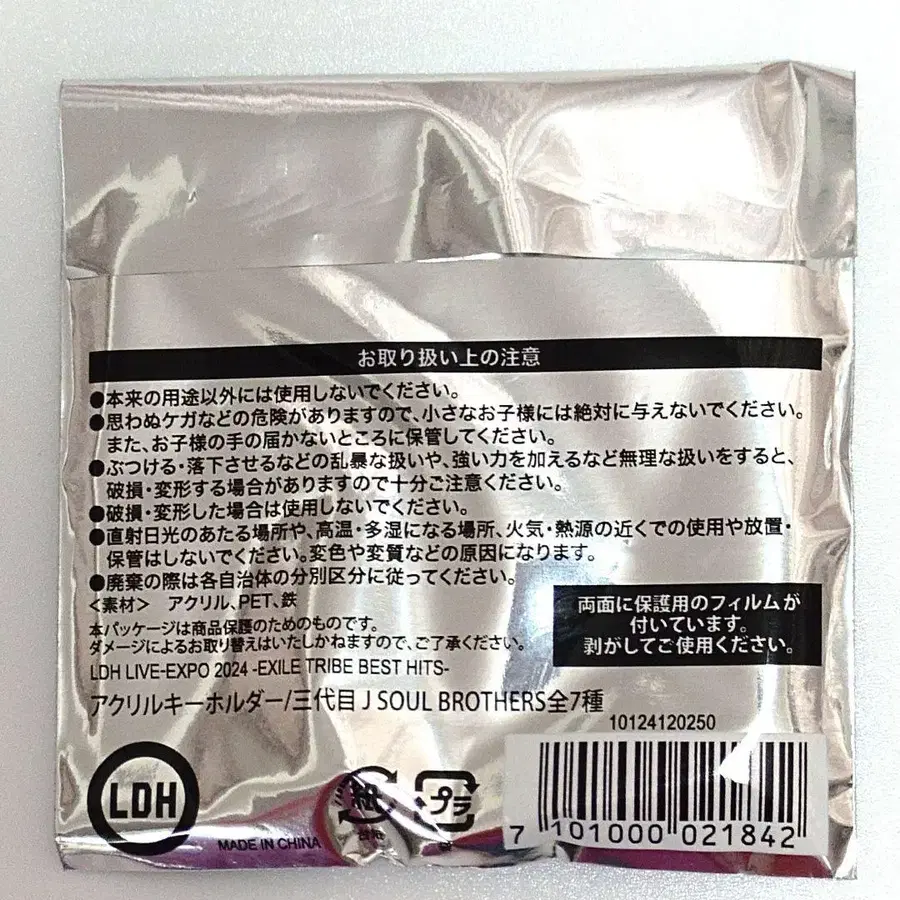 お取り扱い上の注意
●本来の用途以外には使用しないでください。
●思わぬケガなどの危険がありますので、小さなお子様には絶対に与えないでください。
また、お子様の手の届かないところに保管してください。
●ぶつける・落下させるなどの乱暴な扱いや、強い力を加えるなど無理な扱いをすると、
破損・変形する場合がありますので十分ご注意ください。
●破損・変形した場合は使用しないでください。
●直射日光のあたる場所や、高温・多湿になる場所、火気・熱源の近くでの使用や放置・
保管はしないでください。変色や変質などの原因になります。
●廃棄の際は各自治体の分別区分に従ってください。
<素材> アクリル、PET、鉄
本パッケージは商品保護のためのものです。
ダメージによるお取り替えはいたしかねますので、ご了承ください。
両面に保護用のフィルムが
付いています。
剥がしてご使用ください。
LDH LIVE-EXPO 2024 -EXILE TRIBE BEST HITS-
アクリルキーホルダー/三代目 J SOUL BROTHERS全7種
10124120250
LDH
MADE IN CHINA
紙
台紙
プラ
7 101000 021842